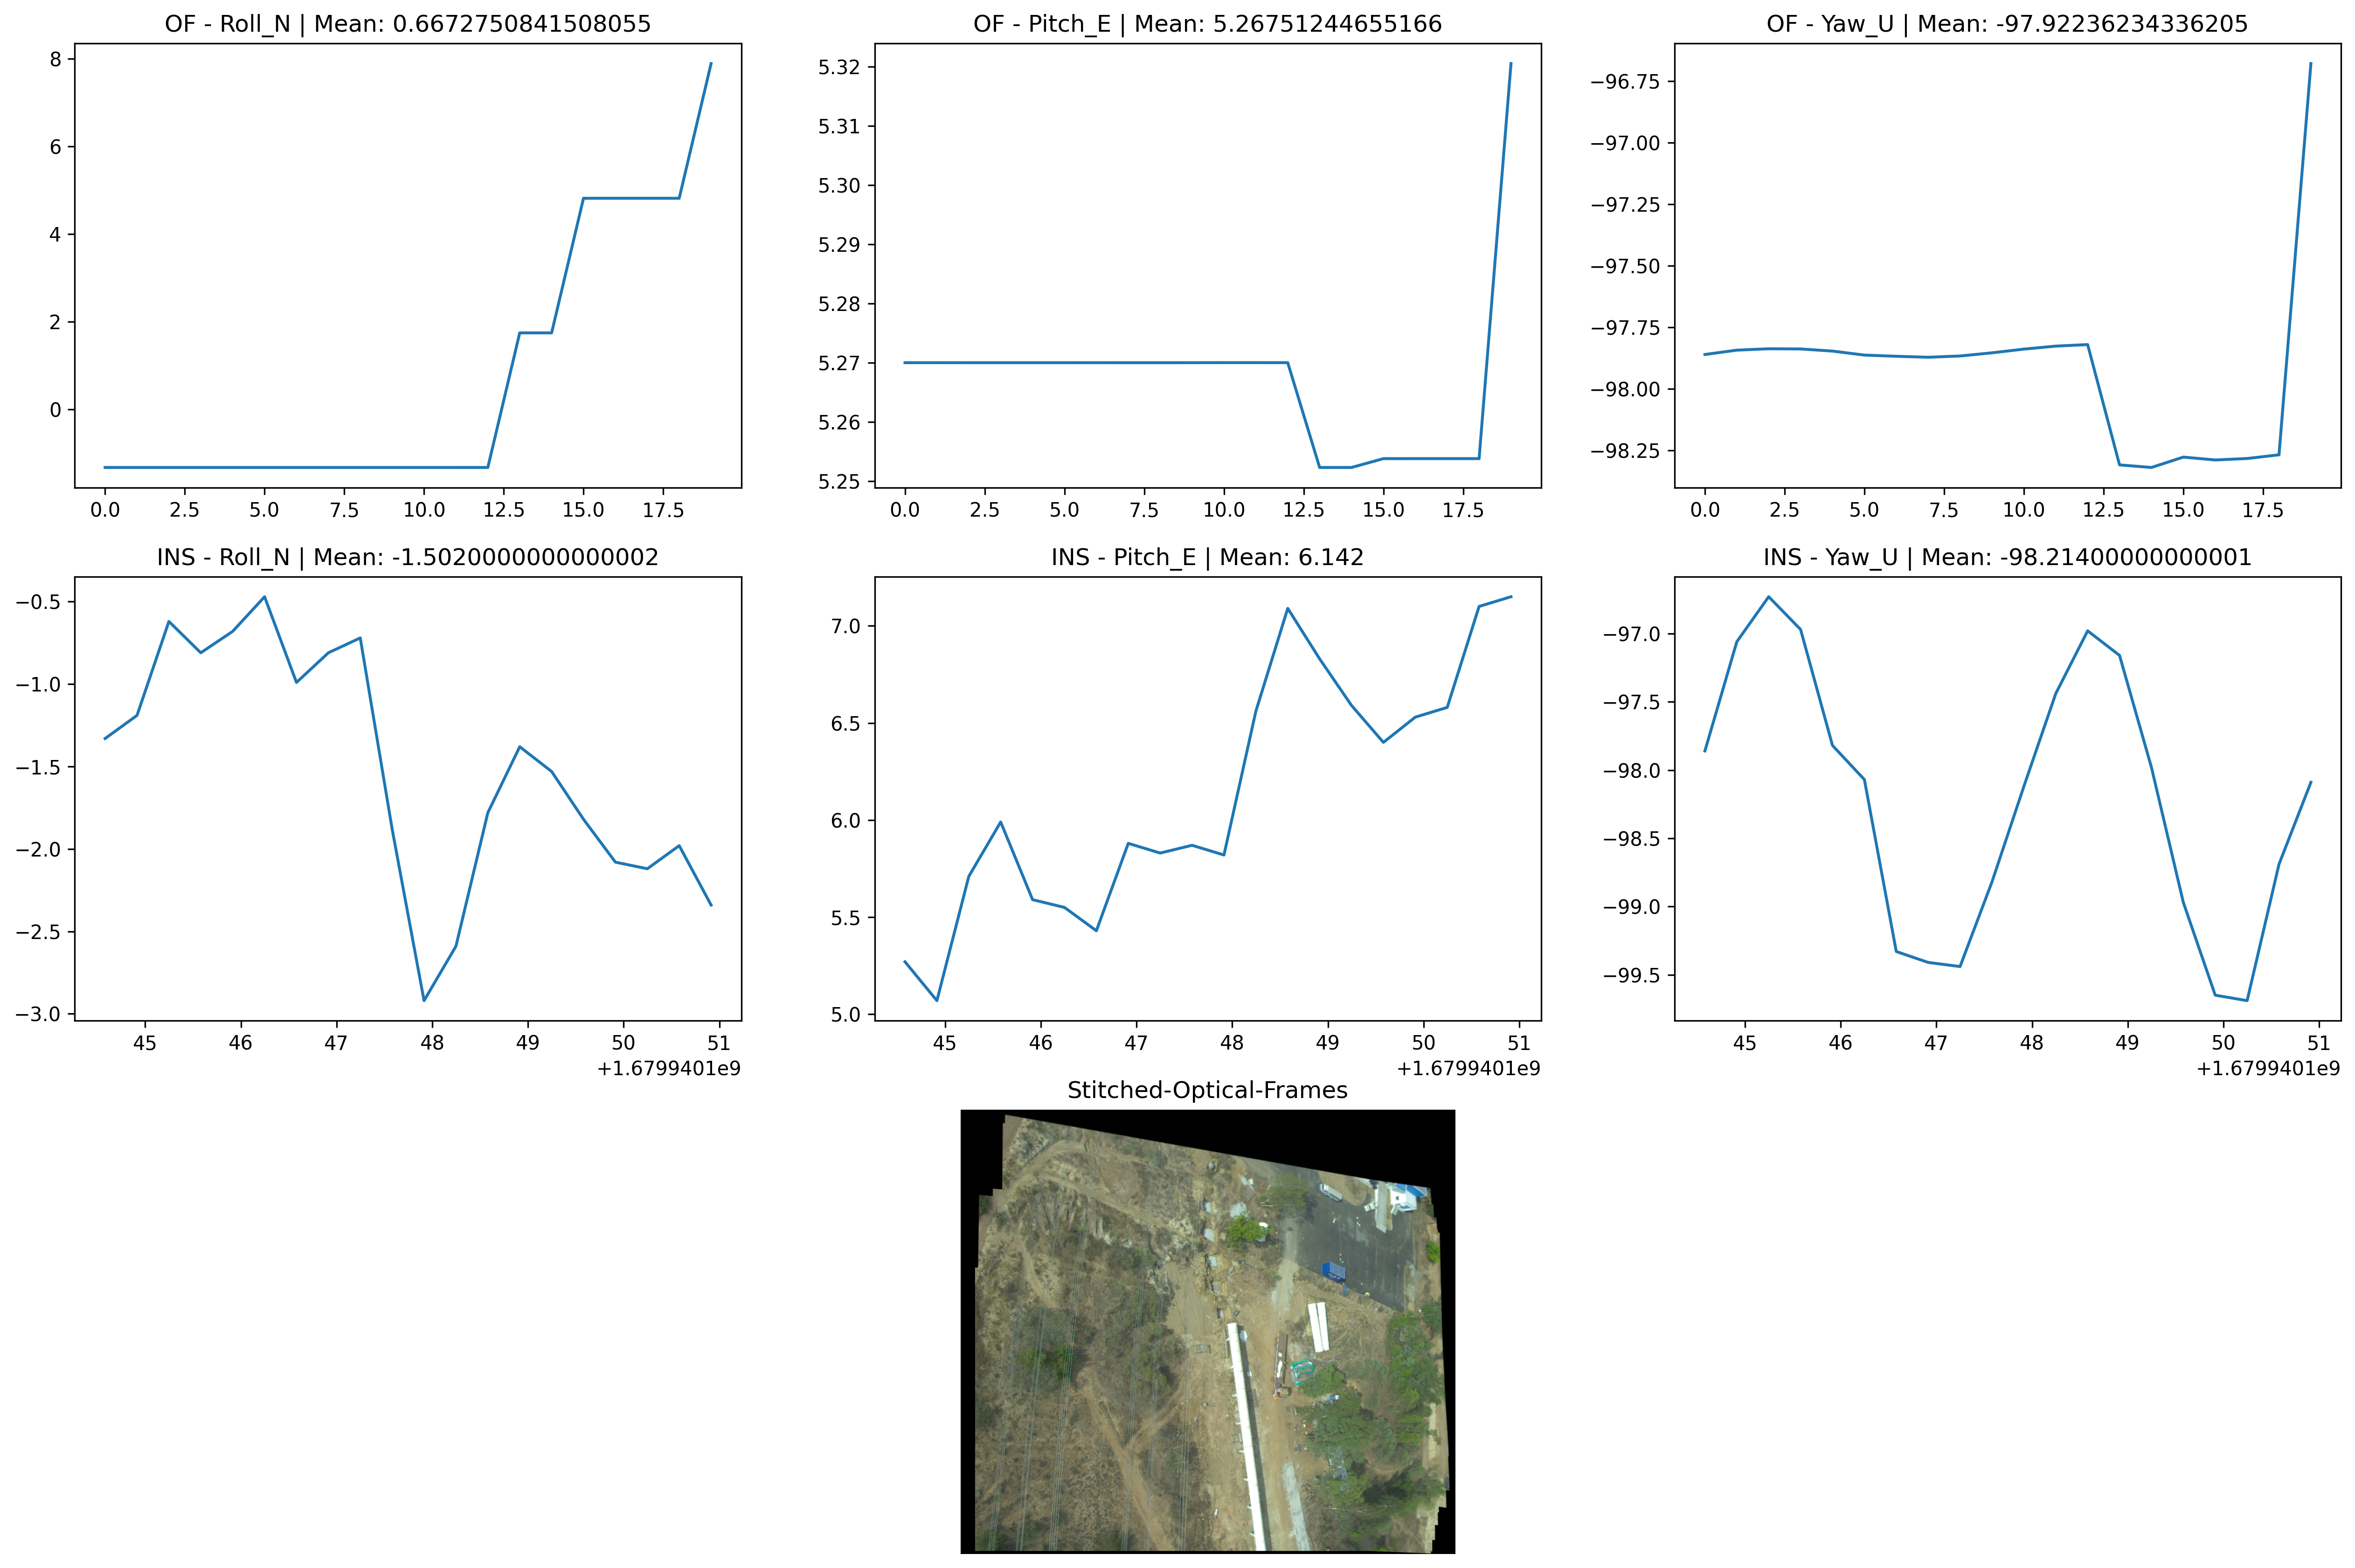 OF - Roll_N | Mean: 0.6672750841508055
OF - Pitch_E | Mean: 5.26751244655166
OF - Yaw_U | Mean: -97.92236234336205
8
6
4
2
0
0.0 2.5 5.0 7.5 10.0 12.5 15.0 17.5
5.32
5.31
5.30
5.29
5.28
5.27
5.26
5.25
0.0 2.5 5.0 7.5 10.0 12.5 15.0 17.5
−96.75
−97.00
−97.25
−97.50
−97.75
−98.00
−98.25
0.0 2.5 5.0 7.5 10.0 12.5 15.0 17.5
INS - Roll_N | Mean: -1.5020000000000002
INS - Pitch_E | Mean: 6.142
INS - Yaw_U | Mean: -98.21400000000001
−0.5
−1.0
−1.5
−2.0
−2.5
−3.0
45 46 47 48 49 50 51
+1.6799401e9
7.0
6.5
6.0
5.5
5.0
45 46 47 48 49 50 51
+1.6799401e9
−97.0
−97.5
−98.0
−98.5
−99.0
−99.5
45 46 47 48 49 50 51
+1.6799401e9
Stitched-Optical-Frames